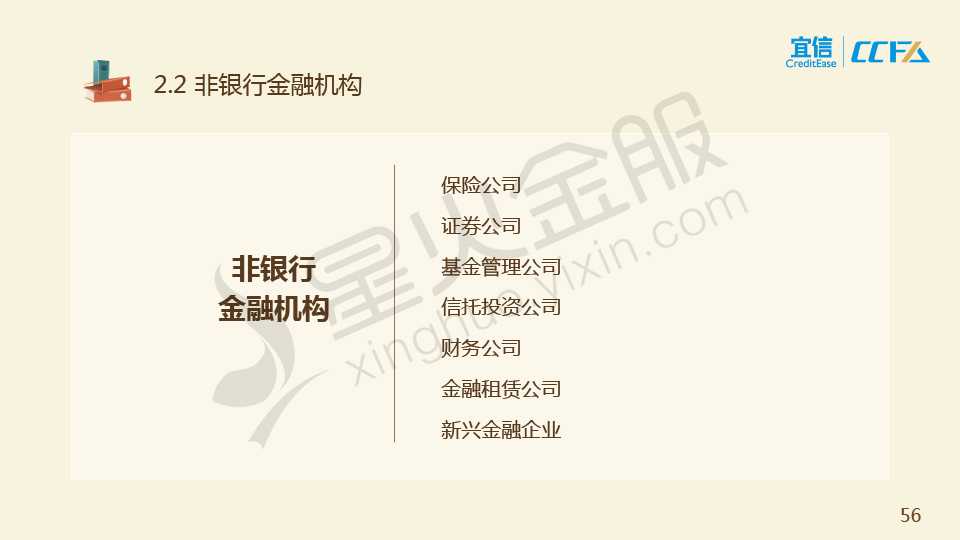 宜信
CreditEase
CCFA
2.2 非银行金融机构
非银行
金融机构
保险公司
证券公司
基金管理公司
信托投资公司
财务公司
金融租赁公司
新兴金融企业
星火金服
xinghuo.yixin.com
56